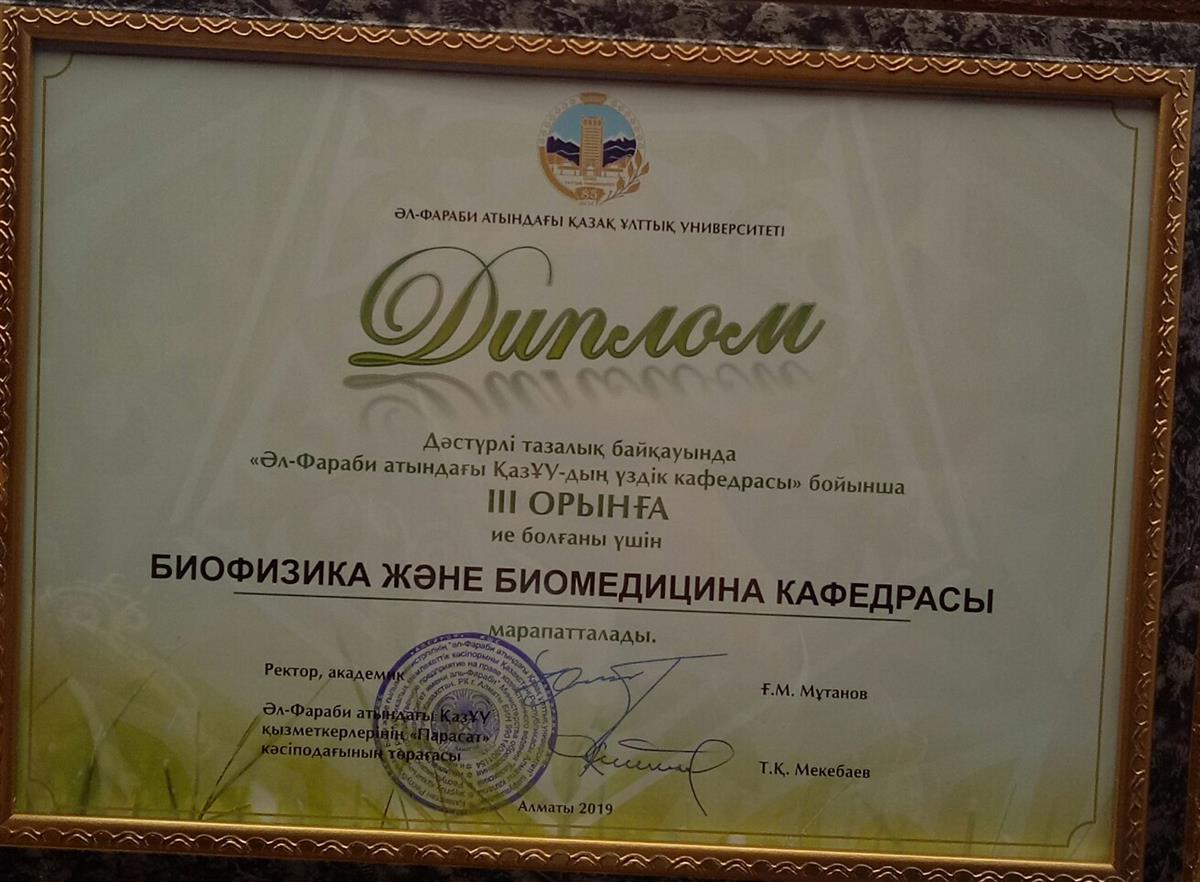 85
ӘЛ-ФАРАБИ АТЫНДАҒЫ ҚАЗАҚ ҰЛТТЫҚ УНИВЕРСИТЕТІ
Диплом
Дәстүрлі тазалық байқауында
«Әл-Фараби атындағы ҚазҰУ-дың үздік кафедрасы» бойынша
III ОРЫНҒА
ие болғаны үшін
БИОФИЗИКА ЖӘНЕ БИОМЕДИЦИНА КАФЕДРАСЫ
марапатталады.
Ректор, академик
Ғ.М. Мұтанов
Әл-Фараби атындағы ҚазҰУ
қызметкерлерінің «Парасат»
кәсіподағының төрағасы
Т.Қ. Мекебаев
Алматы 2019